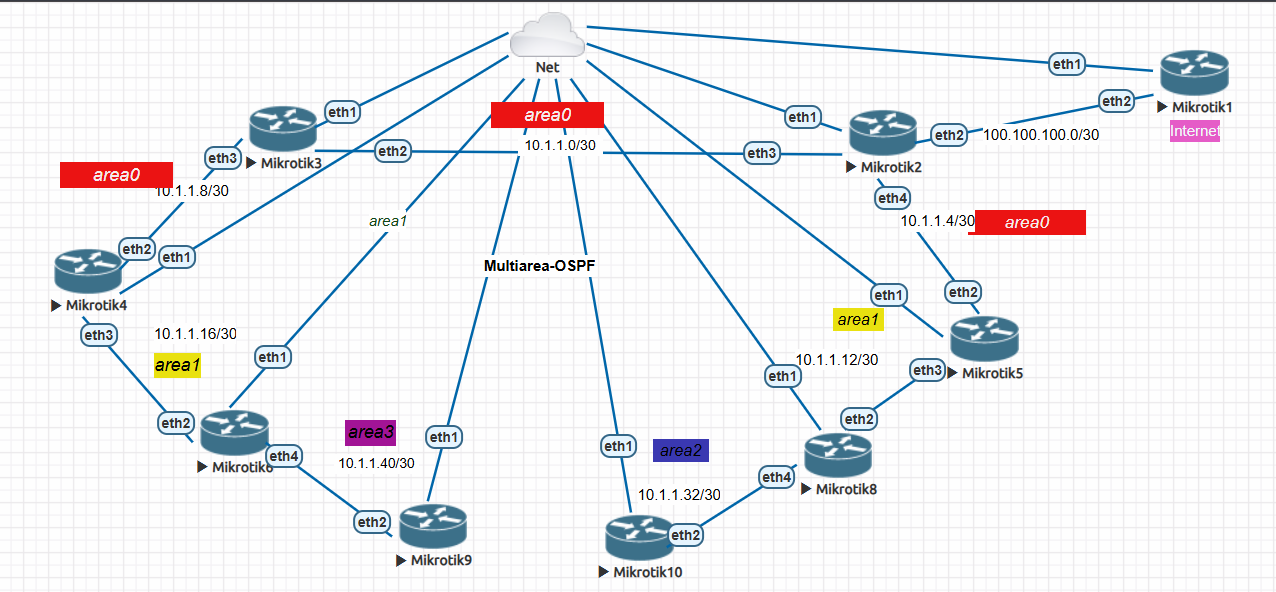 Net
eth1
eth1
Mikrotik1
Internet
eth2
100.100.100.0/30
eth2
eth1
Mikrotik2
eth3
eth4
area0
10.1.1.0/30
eth1
eth2
Mikrotik3
eth3
area0
10.1.1.8/30
10.1.1.4/30
area0
area1
eth2
eth1
Mikrotik4
eth3
Multiarea-OSPF
eth1
eth2
area1
Mikrotik5
eth3
10.1.1.16/30
area1
10.1.1.12/30
eth1
eth1
eth2
eth2
Mikrotik6
eth4
area3
10.1.1.40/30
eth1
eth1
area2
10.1.1.32/30
eth4
Mikrotik8
eth2
Mikrotik9
eth2
Mikrotik10